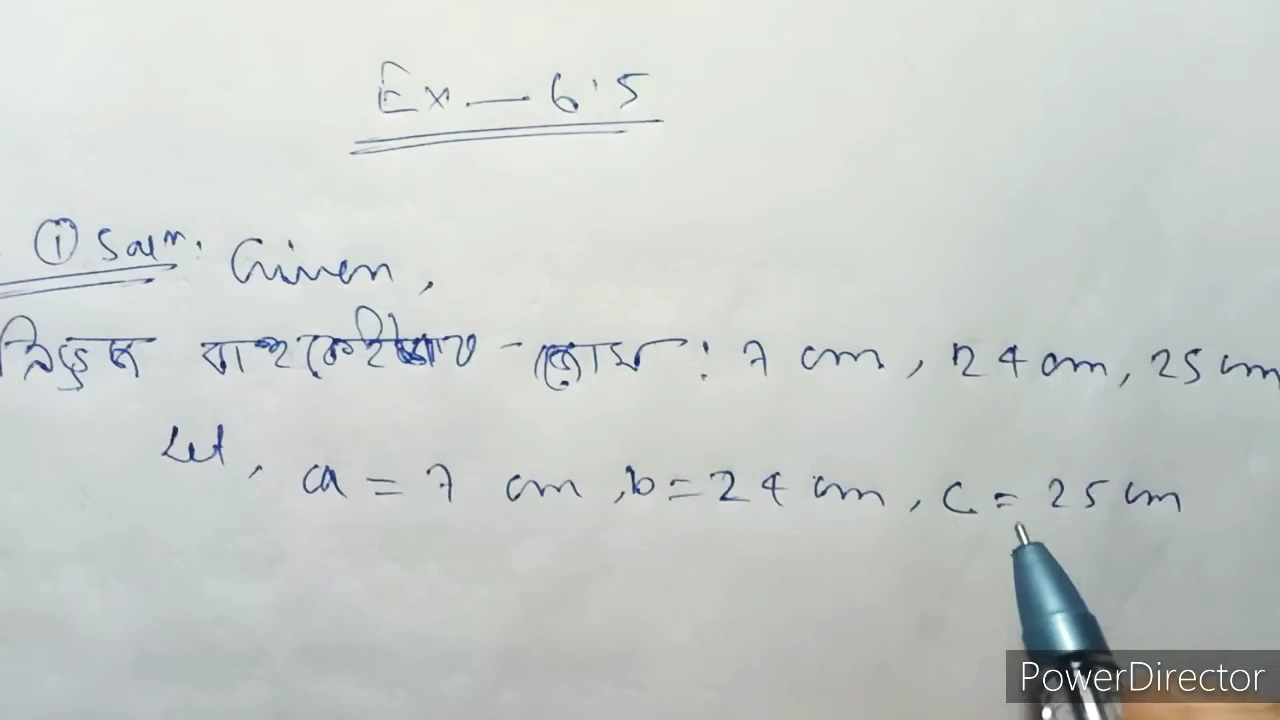 Ex. — 6.5
① Solⁿ. Given,
ত্রিভুজৰ : 7 cm, 24 cm, 25 cm
Let, a = 7 cm, b = 24 cm, c = 25 cm
PowerDirector